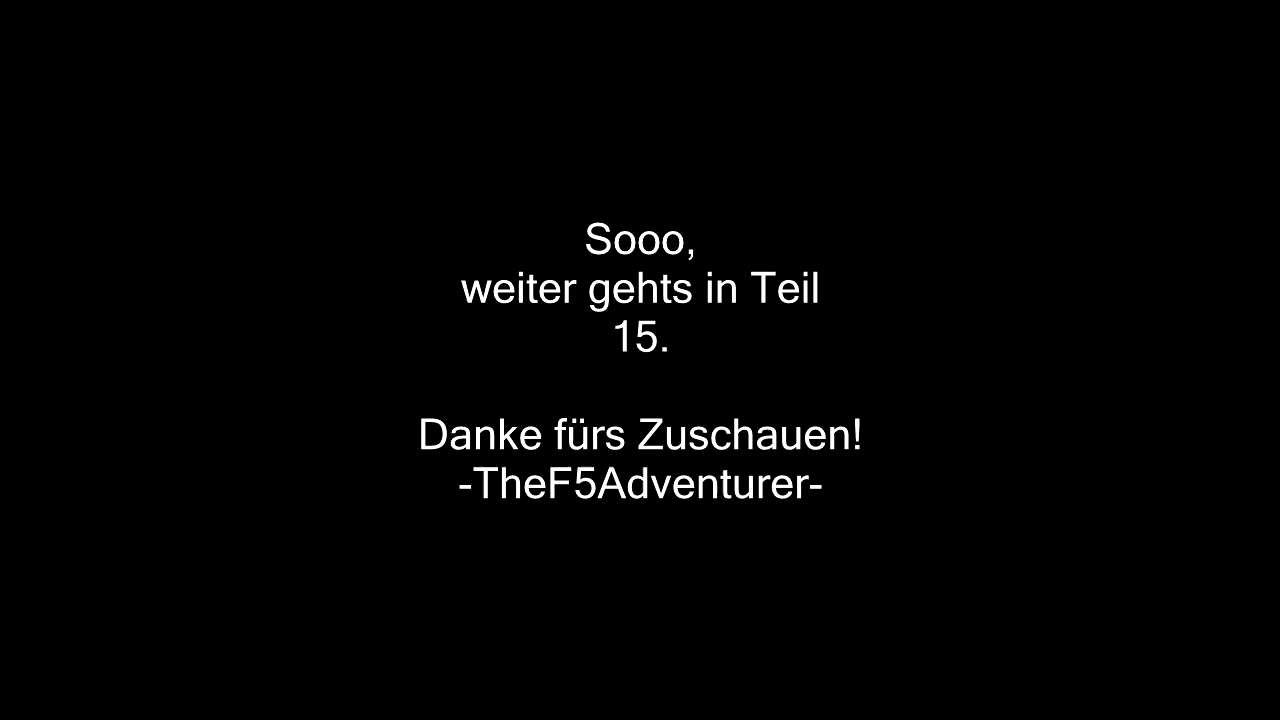 Sooo,
weiter gehts in Teil
15.
Danke fürs Zuschauen!
-TheF5Adventurer-